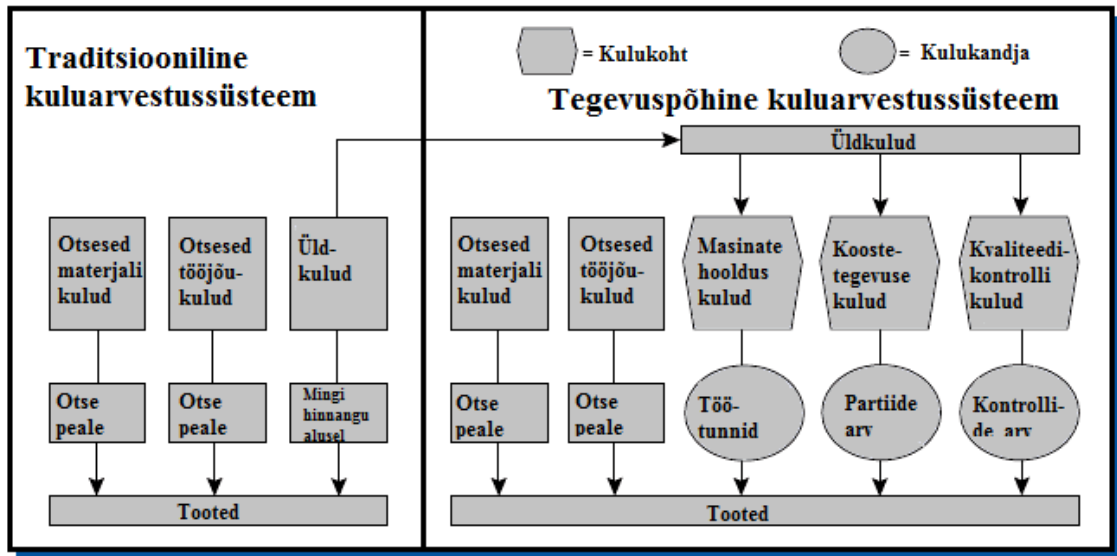 Traditsiooniline
kuluarvestussüsteem
= Kulukoht
= Kulukandja
Tegevuspõhine kuluarvestussüsteem
Üldkulud
Otsesed
materjali
kulud
Otsesed
tööjõu-
kulud
Üld-
kulud
Otsesed
materjali
kulud
Otsesed
tööjõu-
kulud
Masinate
hooldus
kulud
Kooste-
tegevuse
kulud
Kvaliteedi-
kontrolli
kulud
Otse
peale
Otse
peale
Mingi
hinnangu
alusel
Otse
peale
Otse
peale
Töö-
tunnid
Partiide
arv
Kontrolli-
de arv
Tooted
Tooted